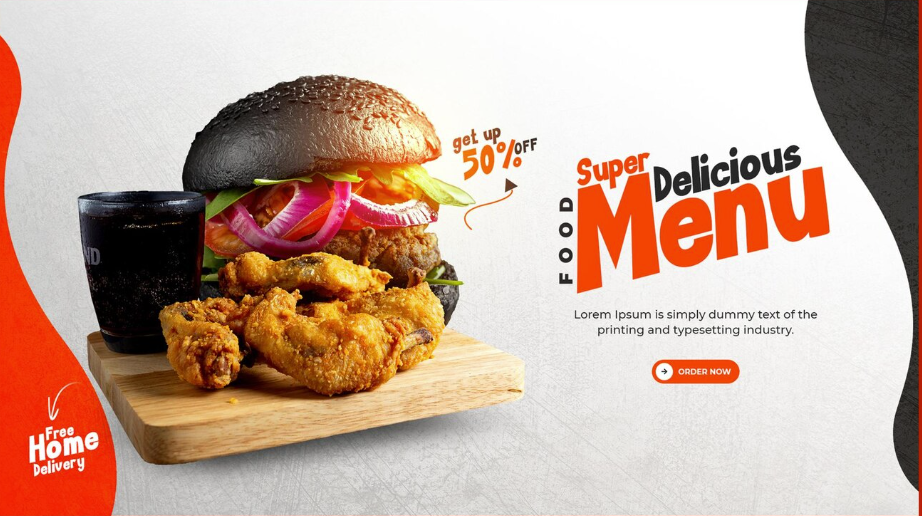 get up
50% OFF
Super
Delicious
FOOD
Menu
Lorem Ipsum is simply dummy text of the
printing and typesetting industry.
ORDER NOW
Free
Home
Delivery